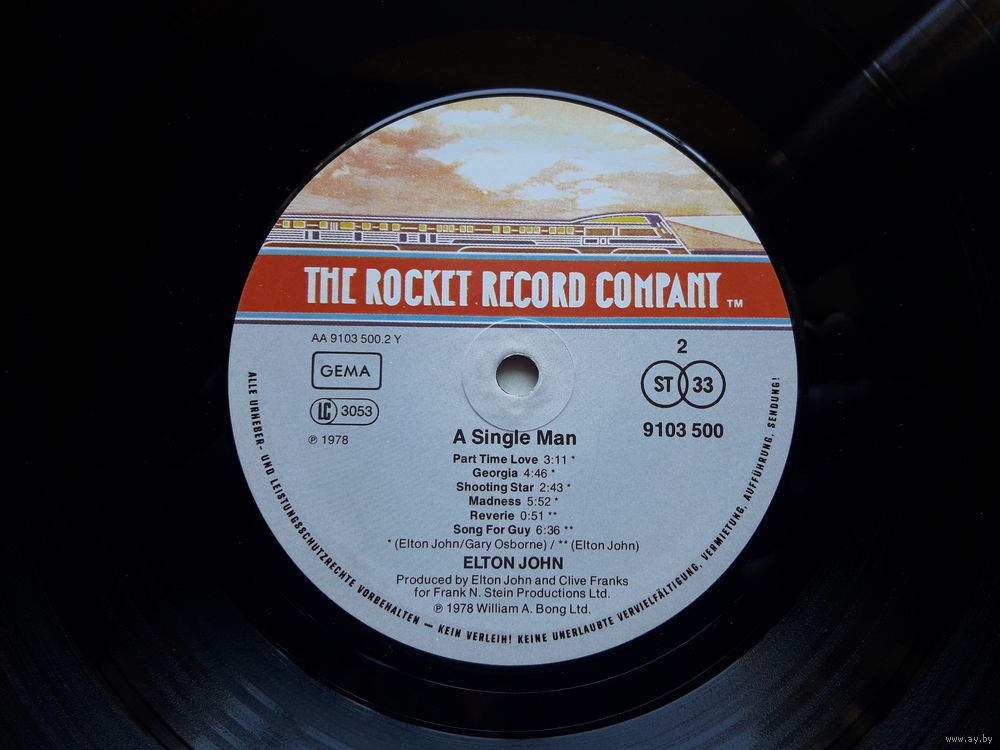 THE ROCKET RECORD COMPANY TM
AA 9103 500.2 Y
GEMA
LC 3053
℗ 1978
2
ST 33
9103 500
A Single Man
Part Time Love 3:11 *
Georgia 4:46 *
Shooting Star 2:43 *
Madness 5:52 *
Reverie 0:51 **
Song For Guy 6:36 **
* (Elton John/Gary Osborne) / ** (Elton John)
ELTON JOHN
Produced by Elton John and Clive Franks
for Frank N. Stein Productions Ltd.
℗ 1978 William A. Bong Ltd.
ALLE URHEBER- UND LEISTUNGSSCHUTZRECHTE VORBEHALTEN — KEIN VERLEIH! KEINE UNERLAUBTE VERVIELFÄLTIGUNG, VERMIETUNG, AUFFÜHRUNG, SENDUNG!
www.ay.by